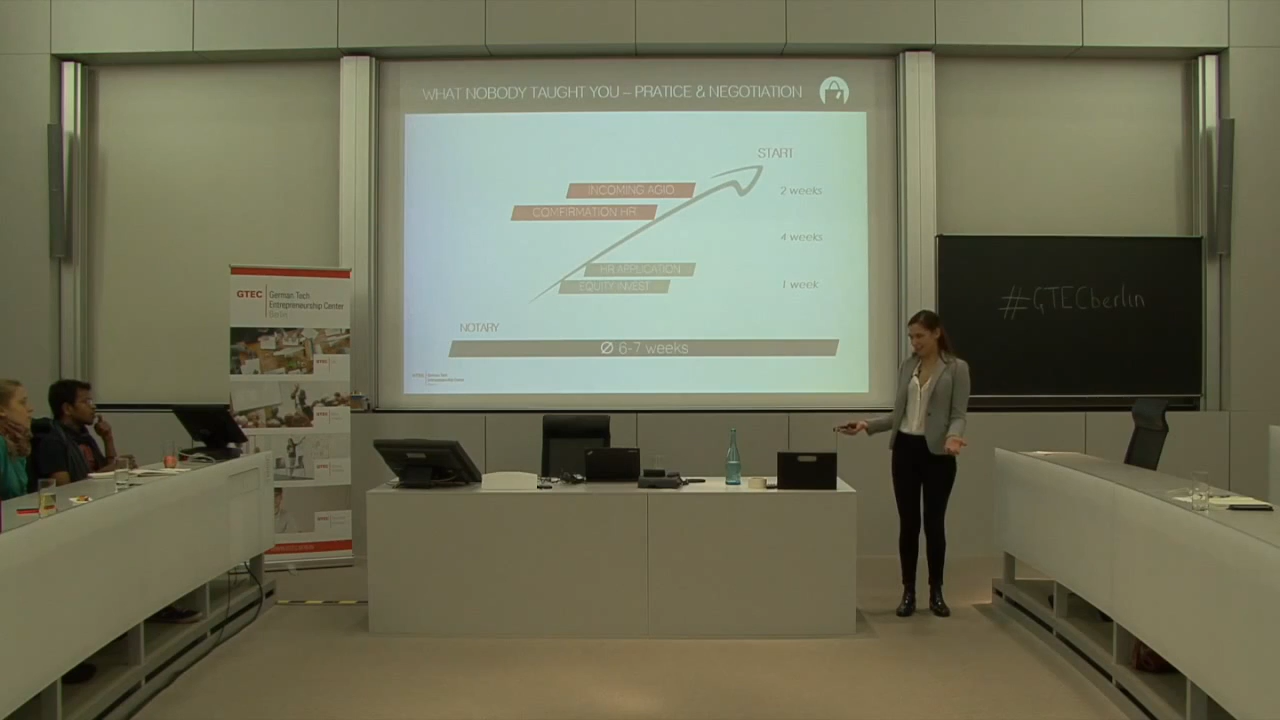 WHAT NOBODY TAUGHT YOU – PRATICE & NEGOTIATION
START
INCOMING AGIO
2 weeks
COMFIRMATION HR
4 weeks
HR APPLICATION
EQUITY INVEST
1 week
NOTARY
Ø 6-7 weeks
GTEC
German Tech
Entrepreneurship Center
Berlin
#GTECberlin